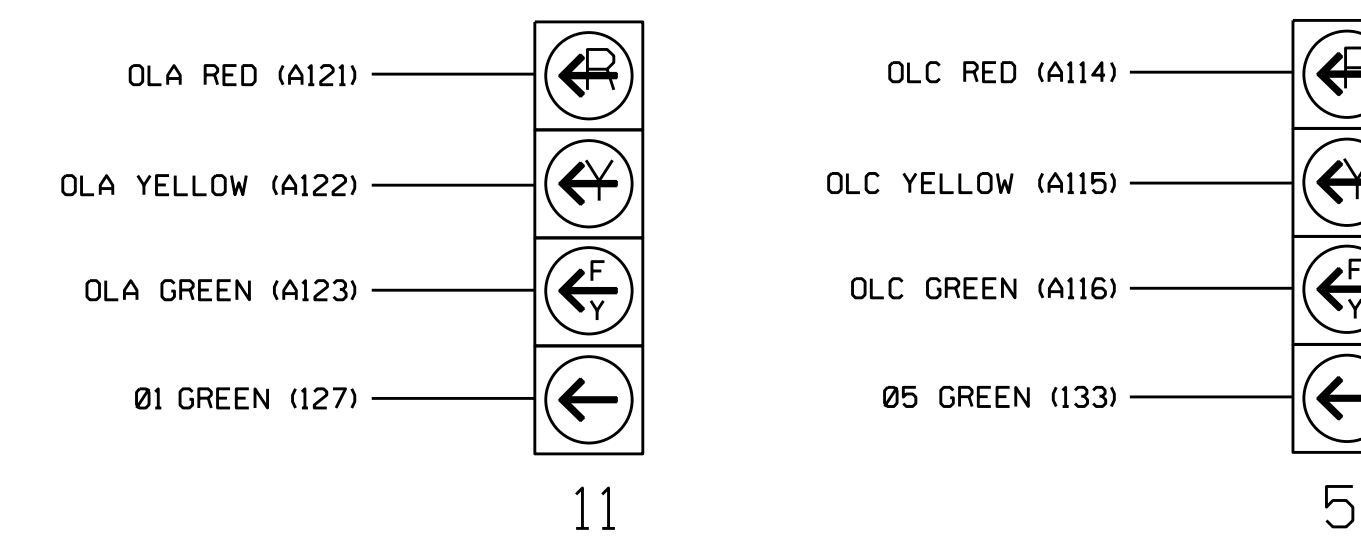 OLA RED (A121)
R
OLA YELLOW (A122)
Y
OLA GREEN (A123)
F
Y
Ø1 GREEN (127)
11
OLC RED (A114)
OLC YELLOW (A115)
Y
OLC GREEN (A116)
F
Y
Ø5 GREEN (133)
5